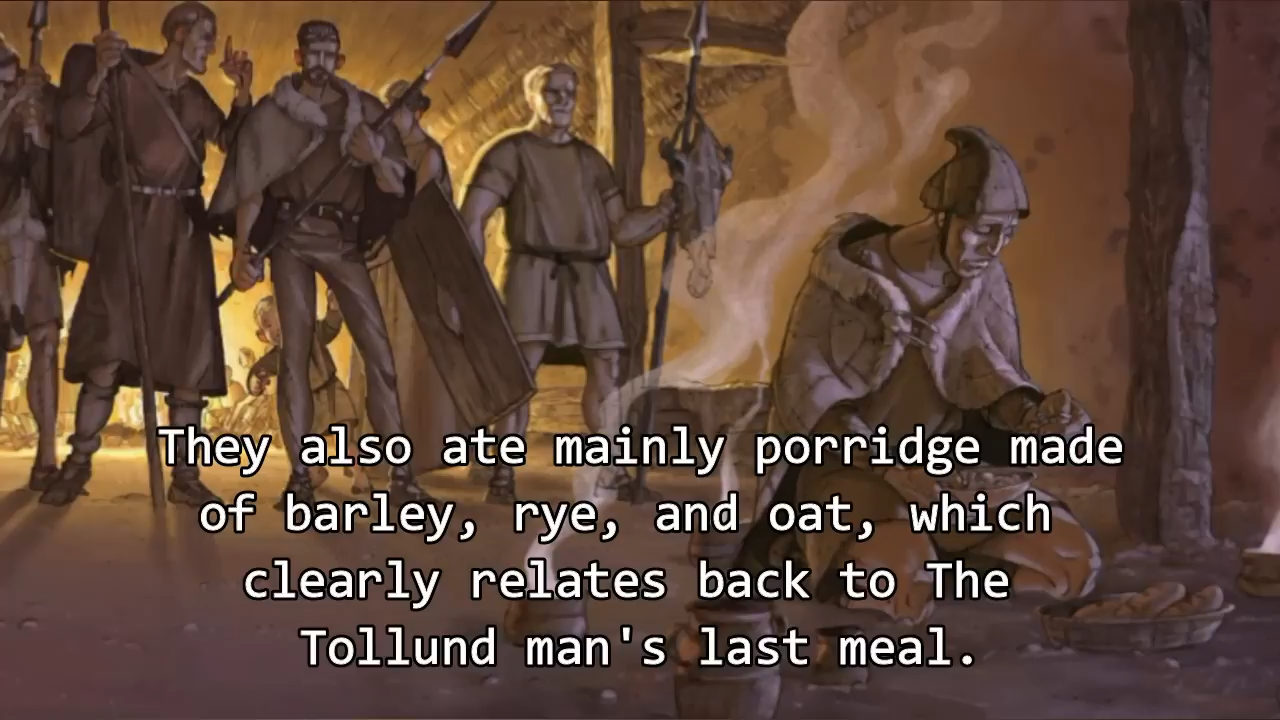 They also ate mainly porridge made
of barley, rye, and oat, which
clearly relates back to The
Tollund man's last meal.